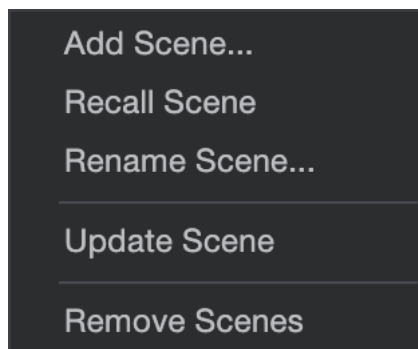 Add Scene...
Recall Scene
Rename Scene...
Update Scene
Remove Scenes